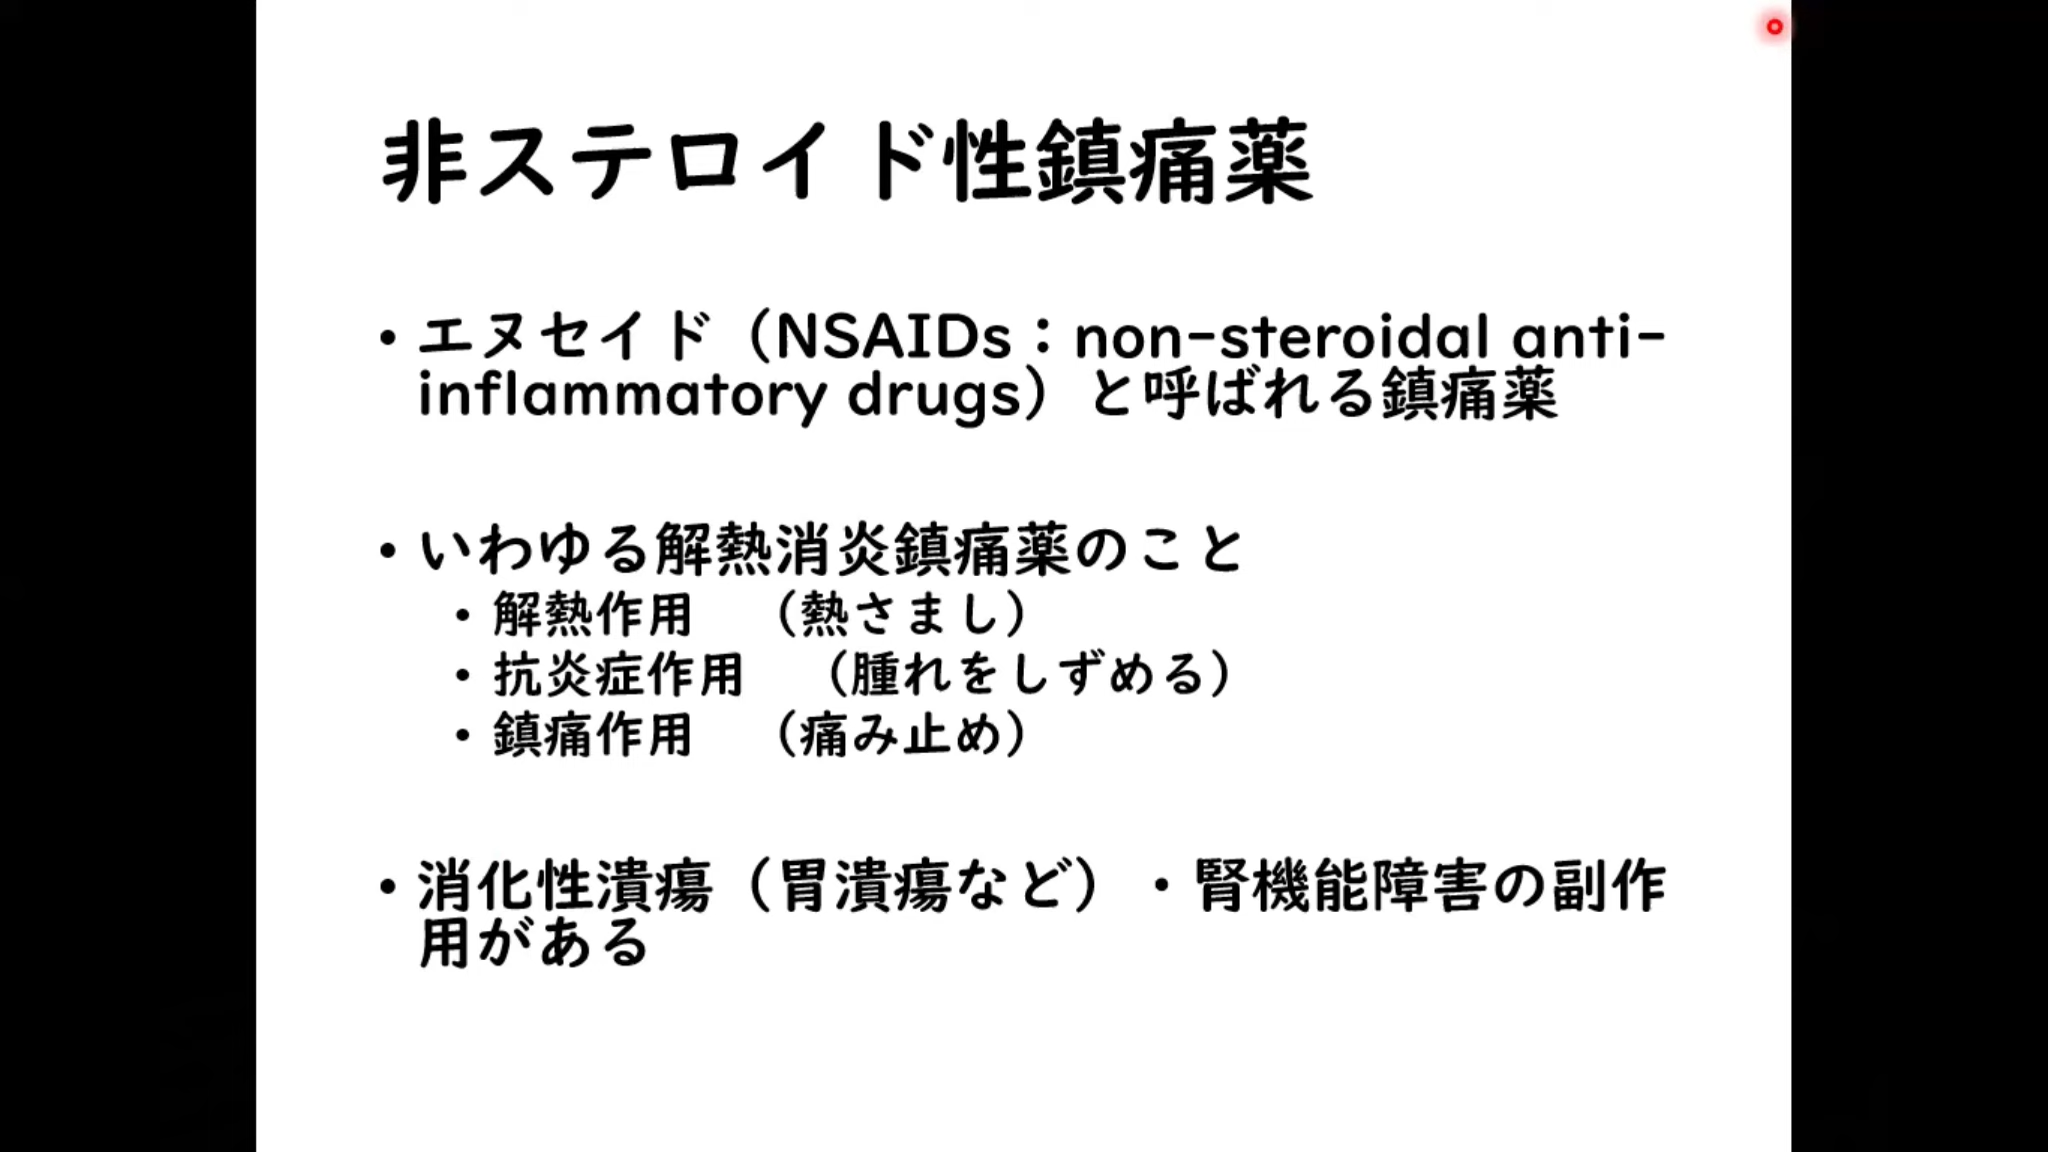 非ステロイド性鎮痛薬
• エヌセイド（NSAIDs：non-steroidal anti-
inflammatory drugs）と呼ばれる鎮痛薬
• いわゆる解熱消炎鎮痛薬のこと
• 解熱作用　（熱さまし）
• 抗炎症作用　（腫れをしずめる）
• 鎮痛作用　（痛み止め）
• 消化性潰瘍（胃潰瘍など）・腎機能障害の副作
用がある